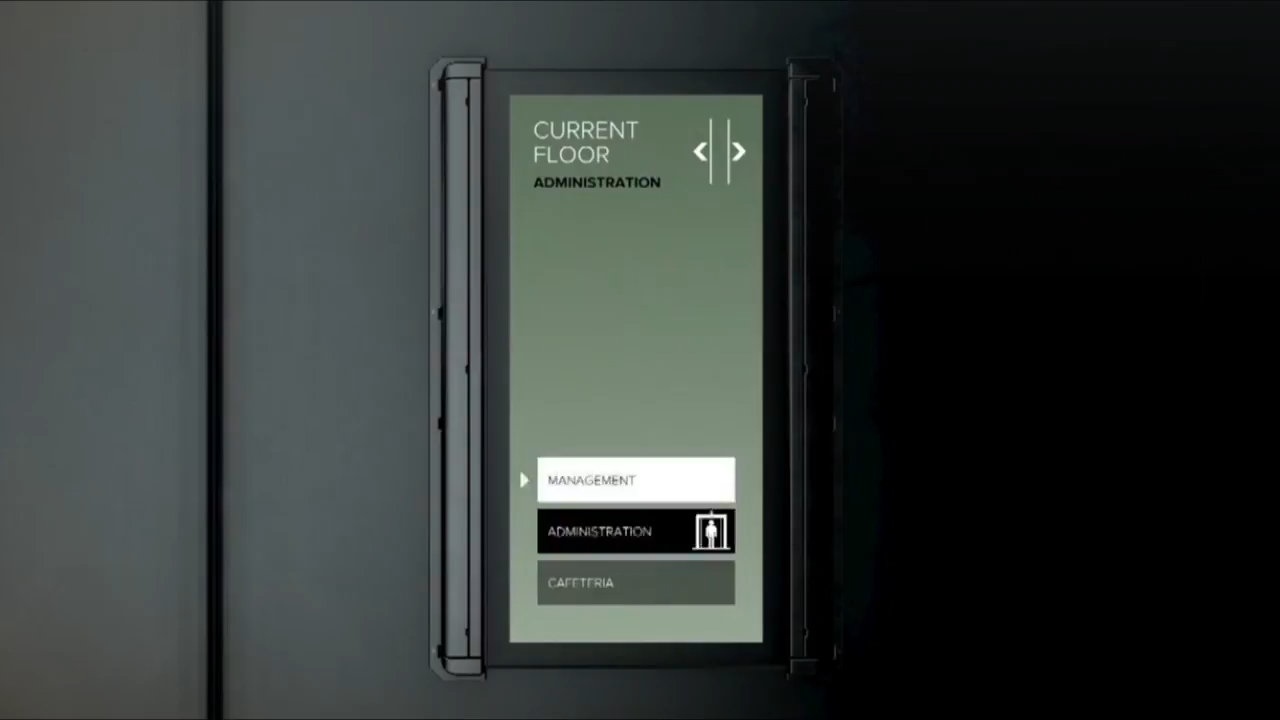 CURRENT
FLOOR
ADMINISTRATION
MANAGEMENT
ADMINISTRATION
CAFETERIA